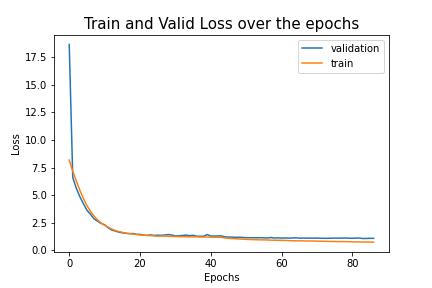 Train and Valid Loss over the epochs
validation
train
Loss
17.5
15.0
12.5
10.0
7.5
5.0
2.5
0.0
0 20 40 60 80
Epochs